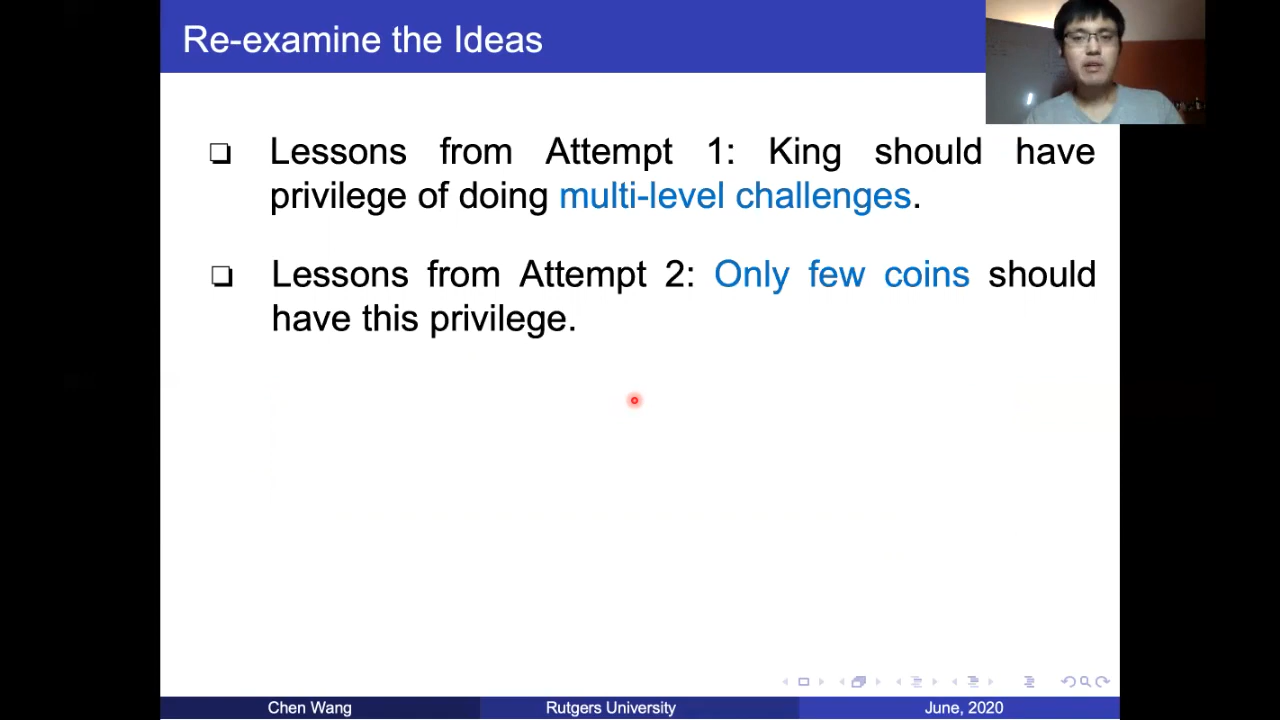 Re-examine the Ideas
Lessons from Attempt 1: King should have
privilege of doing multi-level challenges.
Lessons from Attempt 2: Only few coins should
have this privilege.
Chen Wang
Rutgers University
June, 2020